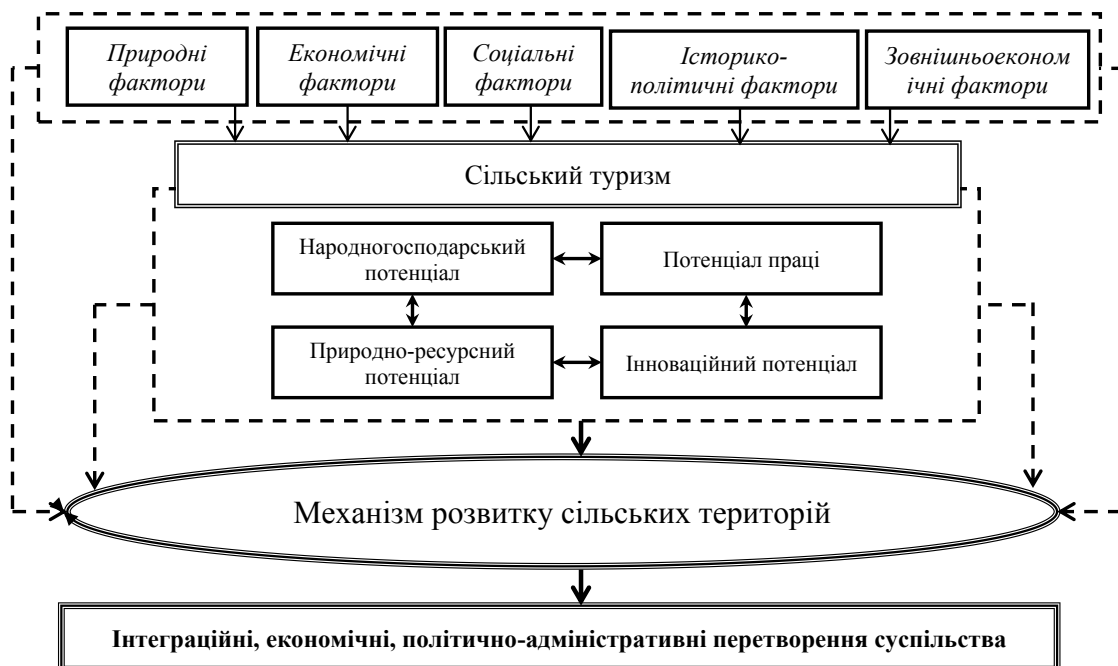 Природні
фактори
Економічні
фактори
Соціальні
фактори
Історико-
політичні фактори
Зовнішньоеконом
ічні фактори
Сільський туризм
Народногосподарський
потенціал
Потенціал праці
Природно-ресурсний
потенціал
Інноваційний потенціал
Механізм розвитку сільських територій
Інтеграційні, економічні, політично-адміністративні перетворення суспільства